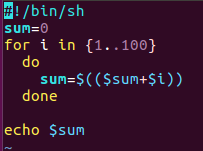 #!/bin/sh
sum=0
for i in {1..100}
  do
    sum=$(($sum+$i))
  done

echo $sum
~